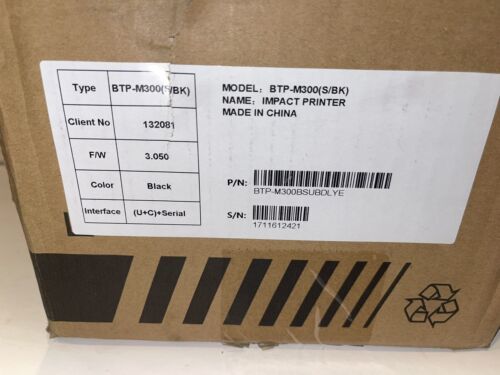 Type BTP-M300(S/BK)
Client No 132081
F/W 3.050
Color Black
Interface (U+C)+Serial
MODEL: BTP-M300(S/BK)
NAME: IMPACT PRINTER
MADE IN CHINA
P/N:
BTP-M300BSUBDLYE
S/N:
1711612421